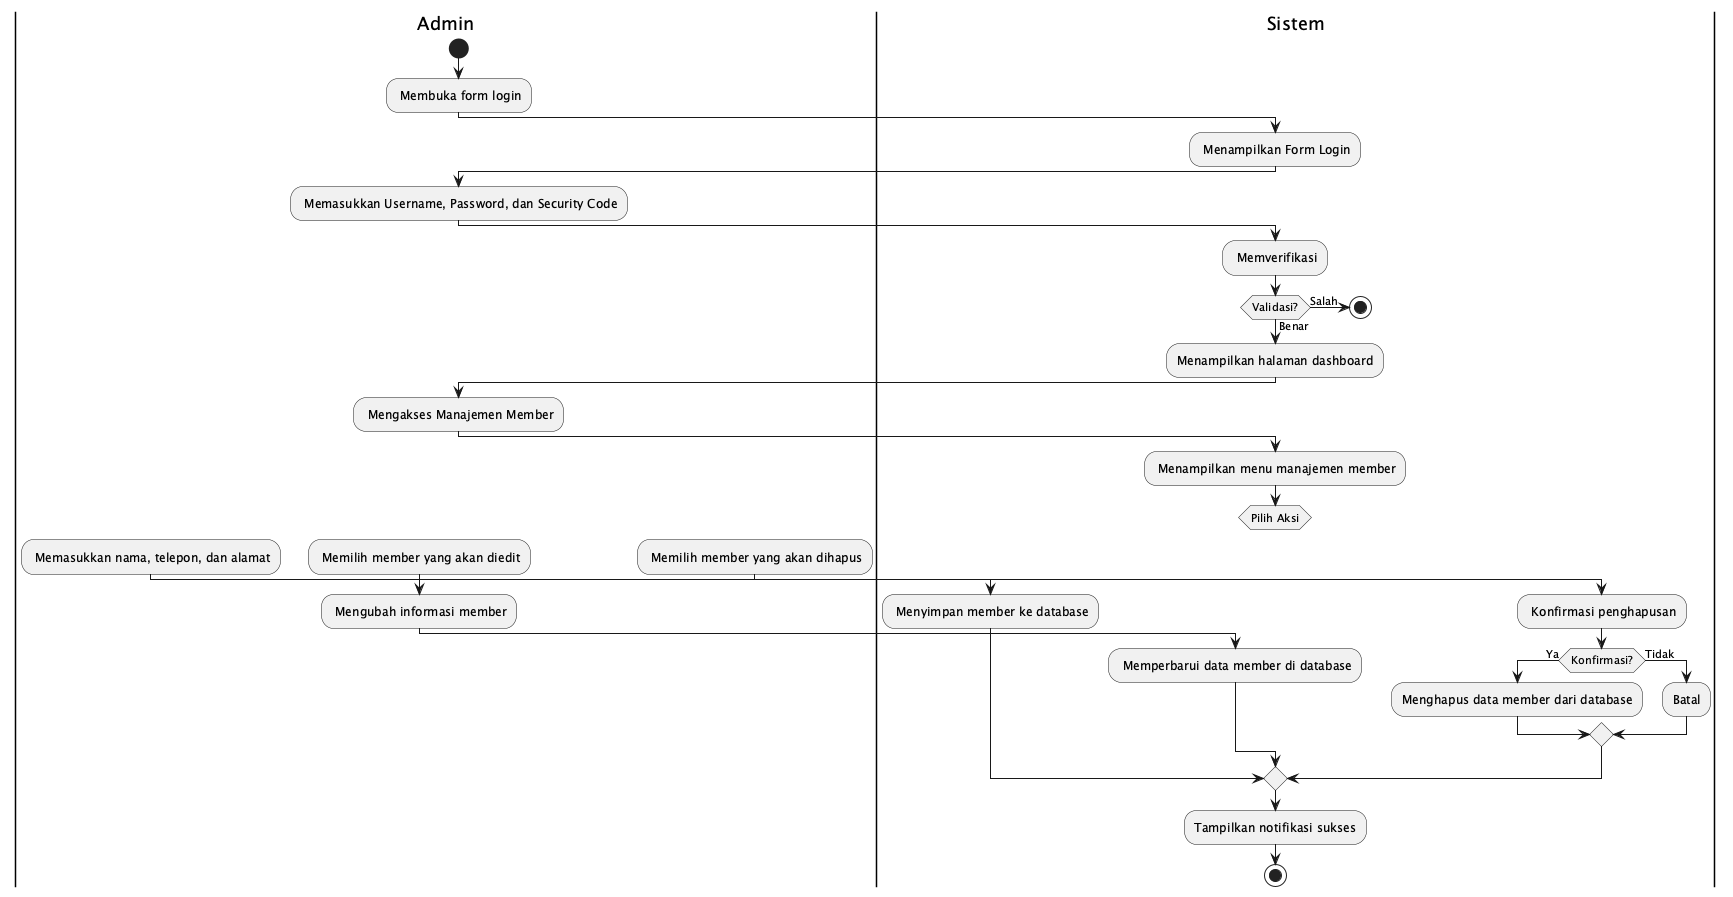 Admin
Sistem
Membuka form login
Menampilkan Form Login
Memasukkan Username, Password, dan Security Code
Memverifikasi
Validasi?
Salah
Benar
Menampilkan halaman dashboard
Mengakses Manajemen Member
Menampilkan menu manajemen member
Pilih Aksi
Memasukkan nama, telepon, dan alamat
Memilih member yang akan diedit
Memilih member yang akan dihapus
Mengubah informasi member
Menyimpan member ke database
Konfirmasi penghapusan
Memperbarui data member di database
Ya
Konfirmasi?
Tidak
Menghapus data member dari database
Batal
Tampilkan notifikasi sukses